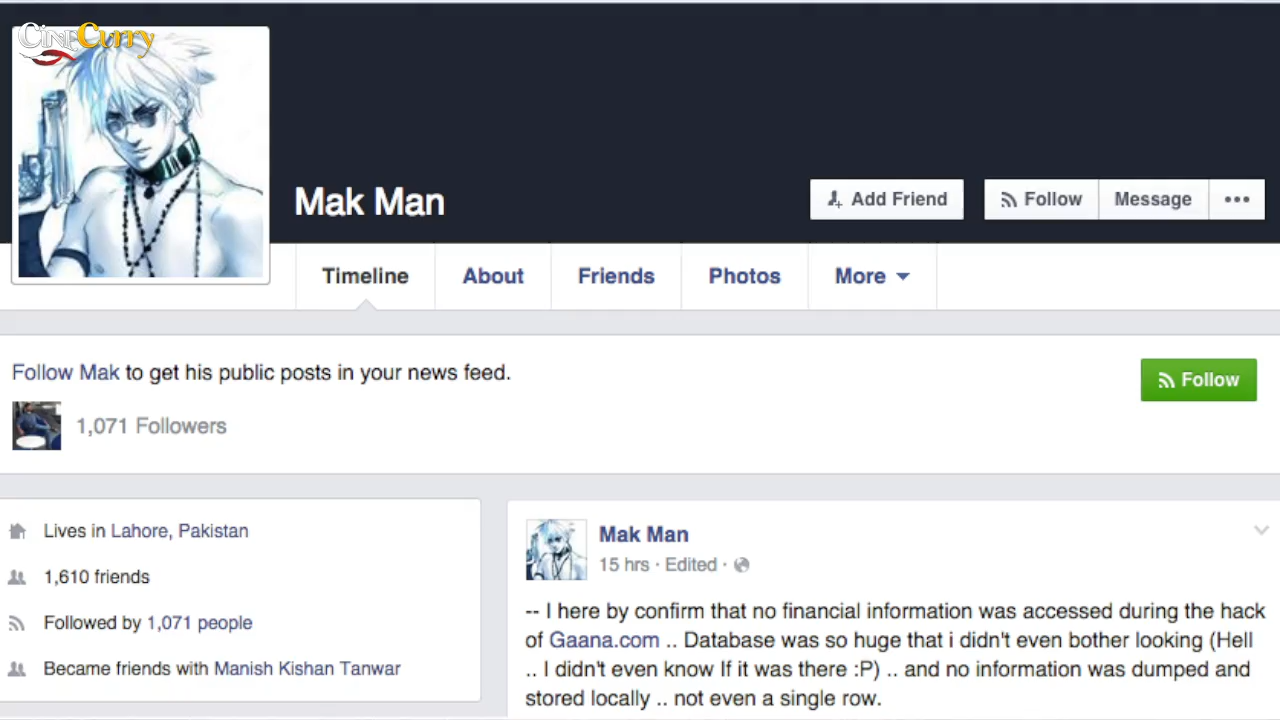 CineCurry
Mak Man
Add Friend
Follow
Message
Timeline
About
Friends
Photos
More
Follow Mak to get his public posts in your news feed.
Follow
1,071 Followers
Lives in Lahore, Pakistan
1,610 friends
Followed by 1,071 people
Became friends with Manish Kishan Tanwar
Mak Man
15 hrs · Edited ·
-- I here by confirm that no financial information was accessed during the hack
of Gaana.com .. Database was so huge that i didn't even bother looking (Hell
.. I didn't even know If it was there :P) .. and no information was dumped and
stored locally .. not even a single row.